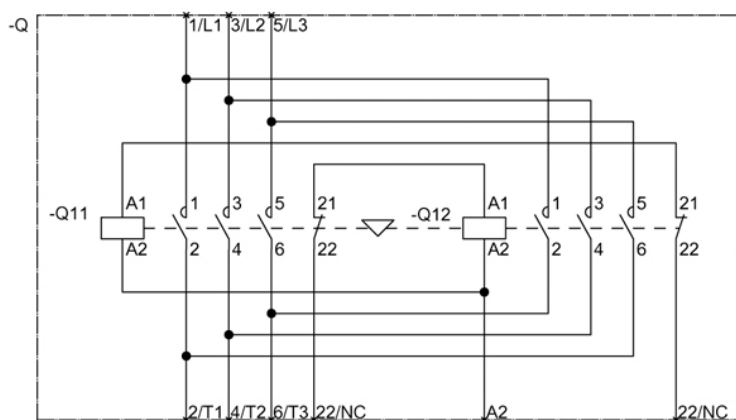 -Q 1/L1 3/L2 5/L3
A1 1 3 5 21 A1 1 3 5 21
-Q11 -Q12
A2 2 4 6 22 A2 2 4 6 22
2/T1 4/T2 6/T3 22/NC A2 22/NC